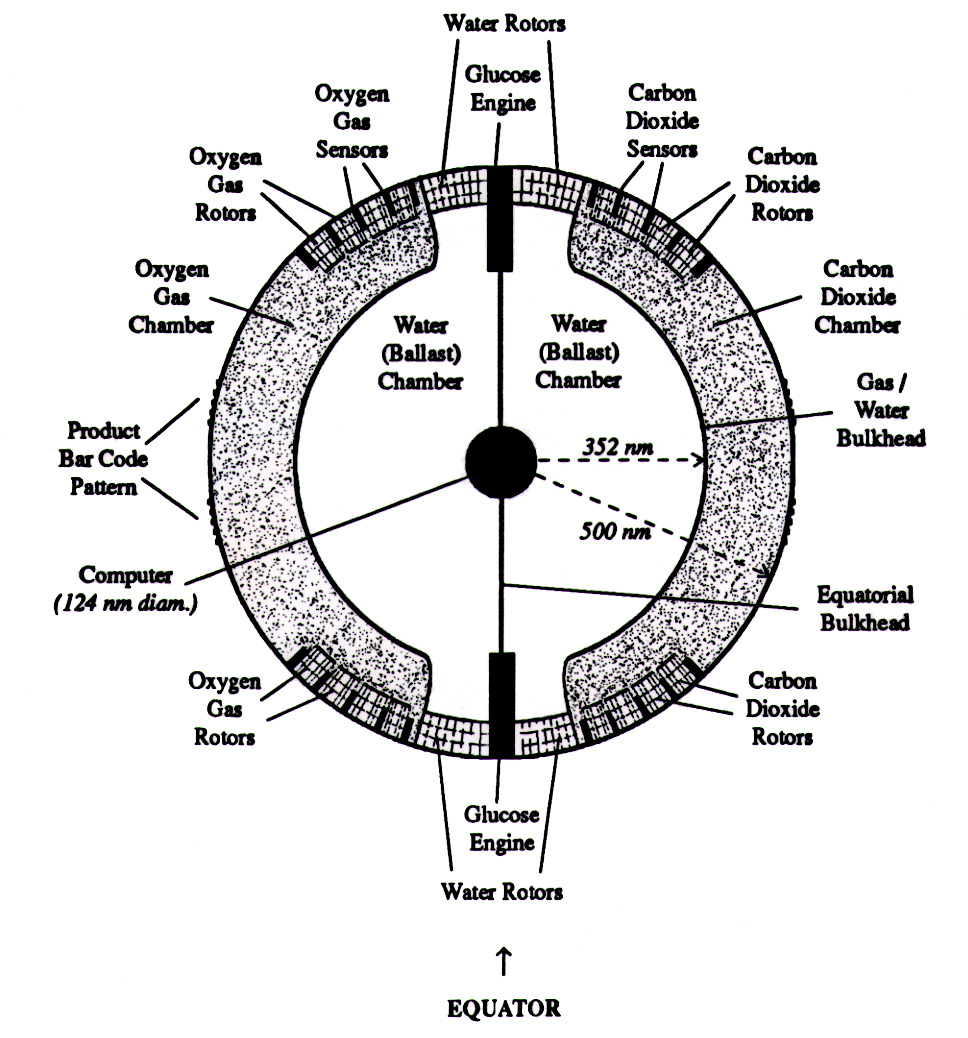 Water Rotors
Glucose
Engine
Oxygen
Gas
Sensors
Carbon
Dioxide
Sensors
Oxygen
Gas
Rotors
Carbon
Dioxide
Rotors
Oxygen
Gas
Chamber
Carbon
Dioxide
Chamber
Water
(Ballast)
Chamber
Water
(Ballast)
Chamber
Gas /
Water
Bulkhead
Product
Bar Code
Pattern
352 nm
500 nm
Computer
(124 nm diam.)
Equatorial
Bulkhead
Oxygen
Gas
Rotors
Carbon
Dioxide
Rotors
Glucose
Engine
Water Rotors
↑
EQUATOR